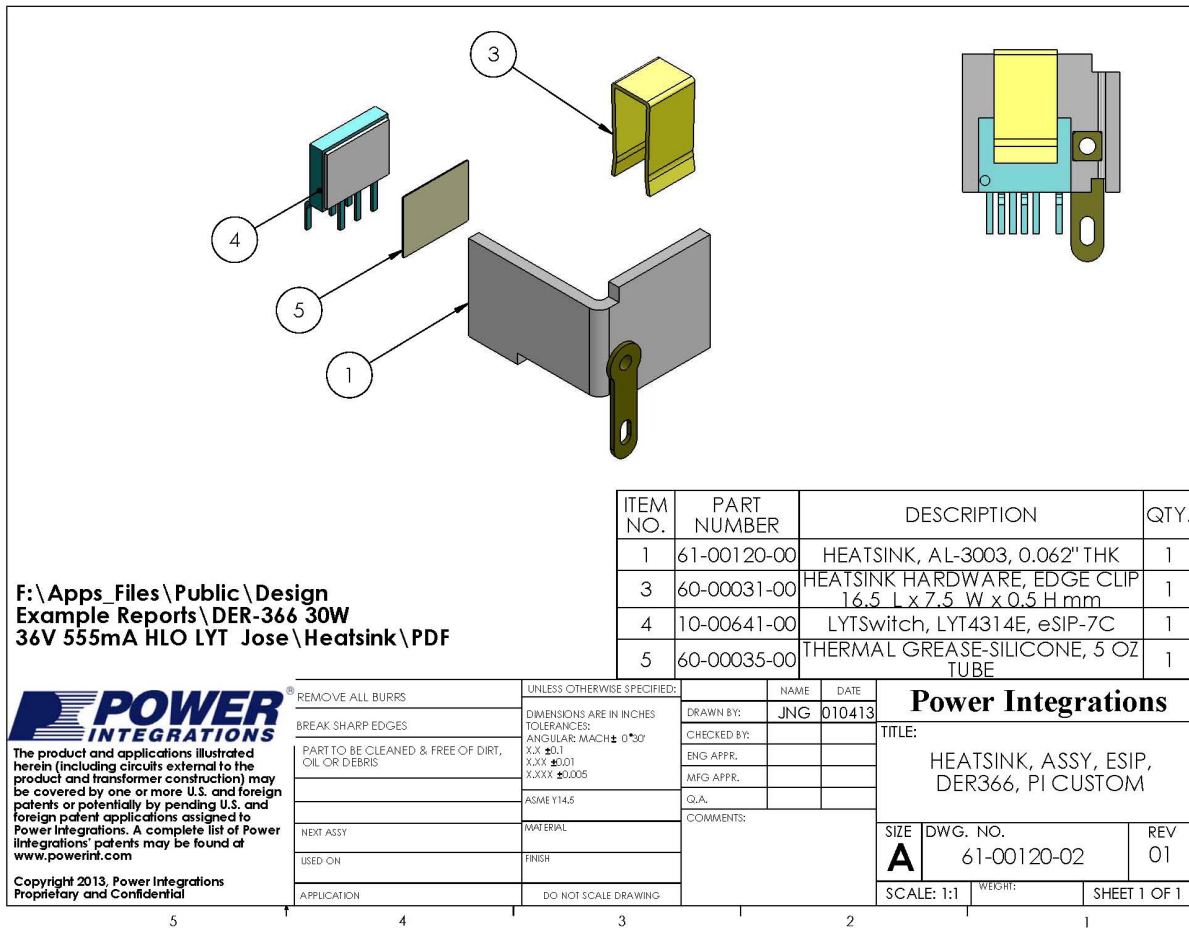 3
4
5
1
ITEM NO. PART NUMBER DESCRIPTION QTY.
1 61-00120-00 HEATSINK, AL-3003, 0.062" THK 1
3 60-00031-00 HEATSINK HARDWARE, EDGE CLIP 16.5 L x 7.5 W x 0.5 H mm 1
4 10-00641-00 LYTSwitch, LYT4314E, eSIP-7C 1
5 60-00035-00 THERMAL GREASE-SILICONE, 5 OZ TUBE 1
F:\Apps_Files\Public\Design
Example Reports\DER-366 30W
36V 555mA HLO LYT Jose\Heatsink\PDF
POWER
INTEGRATIONS
®
The product and applications illustrated
herein (including circuits external to the
product and transformer construction) may
be covered by one or more U.S. and foreign
patents or potentially by pending U.S. and
foreign patent applications assigned to
Power Integrations. A complete list of Power
iIntegrations' patents may be found at
www.powerint.com
Copyright 2013, Power Integrations
Proprietary and Confidential
REMOVE ALL BURRS
BREAK SHARP EDGES
PART TO BE CLEANED & FREE OF DIRT,
OIL OR DEBRIS
NEXT ASSY
USED ON
APPLICATION
UNLESS OTHERWISE SPECIFIED:
DIMENSIONS ARE IN INCHES
TOLERANCES:
ANGULAR: MACH± 0°30'
X.X ±0.1
X.XX ±0.01
X.XXX ±0.005
ASME Y14.5
MATERIAL
FINISH
DO NOT SCALE DRAWING
NAME DATE
DRAWN BY: JNG 010413
CHECKED BY:
ENG APPR.
MFG APPR.
Q.A.
COMMENTS:
Power Integrations
TITLE:
HEATSINK, ASSY, ESIP,
DER366, PI CUSTOM
SIZE DWG. NO. REV
A 61-00120-02 01
SCALE: 1:1 WEIGHT: SHEET 1 OF 1
5 4 3 2 1